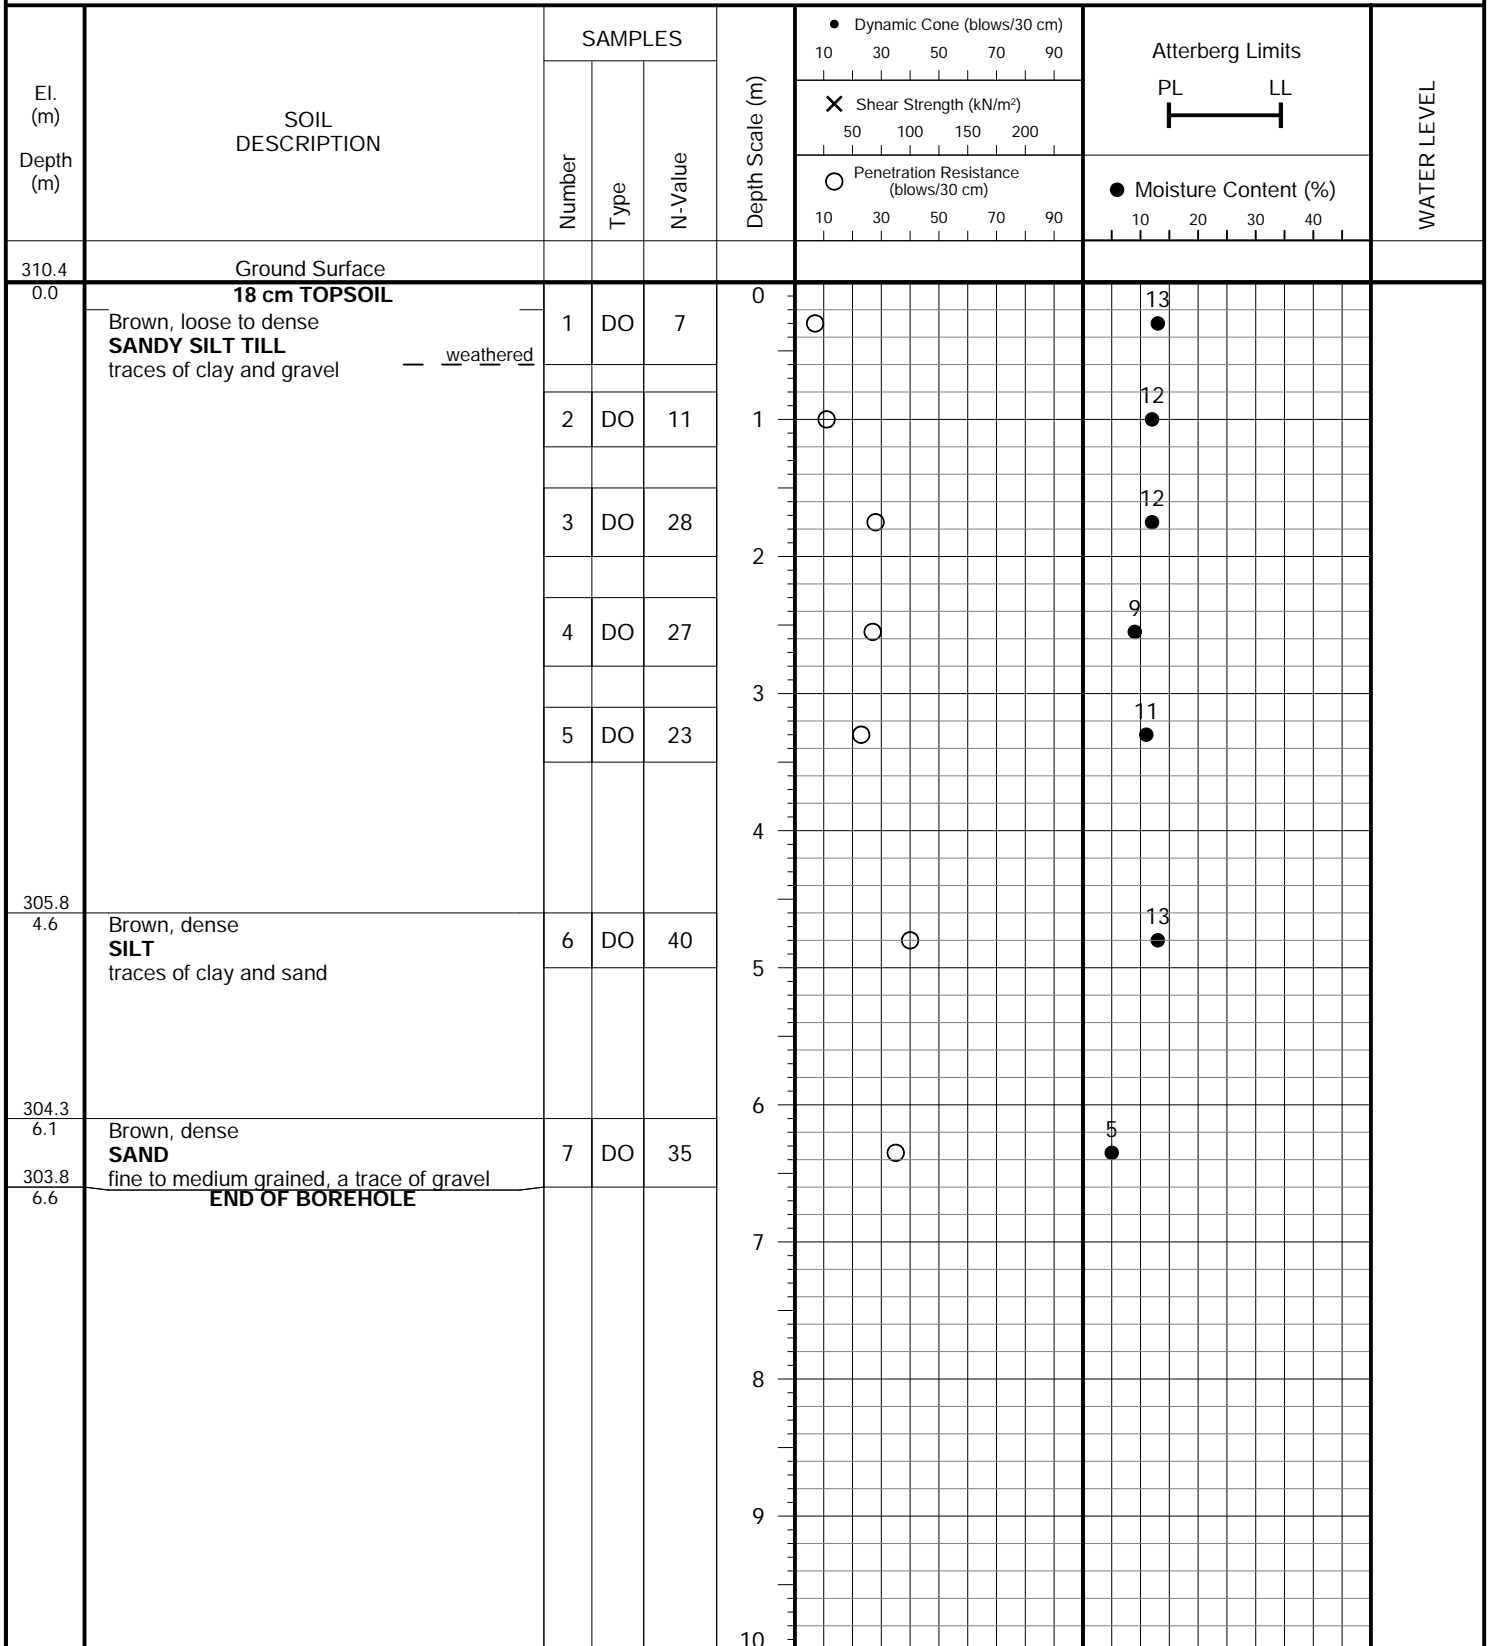 El.
(m)
Depth
(m)
SOIL
DESCRIPTION
SAMPLES
Number
Type
N-Value
Depth Scale (m)
● Dynamic Cone (blows/30 cm)
10 30 50 70 90
✕ Shear Strength (kN/m²)
50 100 150 200
○ Penetration Resistance
(blows/30 cm)
10 30 50 70 90
Atterberg Limits
PL LL
● Moisture Content (%)
10 20 30 40
WATER LEVEL
310.4 Ground Surface
0.0 18 cm TOPSOIL 0
Brown, loose to dense 1 DO 7 13
SANDY SILT TILL
weathered
traces of clay and gravel
2 DO 11 1 12
3 DO 28 12
2
4 DO 27 9
3
5 DO 23 11
4
305.8
4.6 Brown, dense 13
SILT 6 DO 40
traces of clay and sand 5
304.3 6
6.1 Brown, dense 5
SAND 7 DO 35
303.8 fine to medium grained, a trace of gravel
6.6 END OF BOREHOLE
7
8
9
10